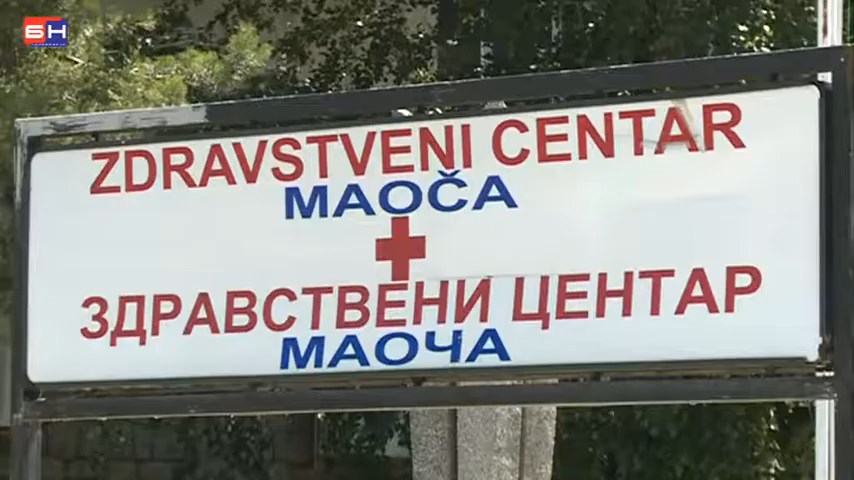 БН
ZDRAVSTVENI CENTAR
MAOČA
ЗДРАВСТВЕНИ ЦЕНТАР
МАОЧА